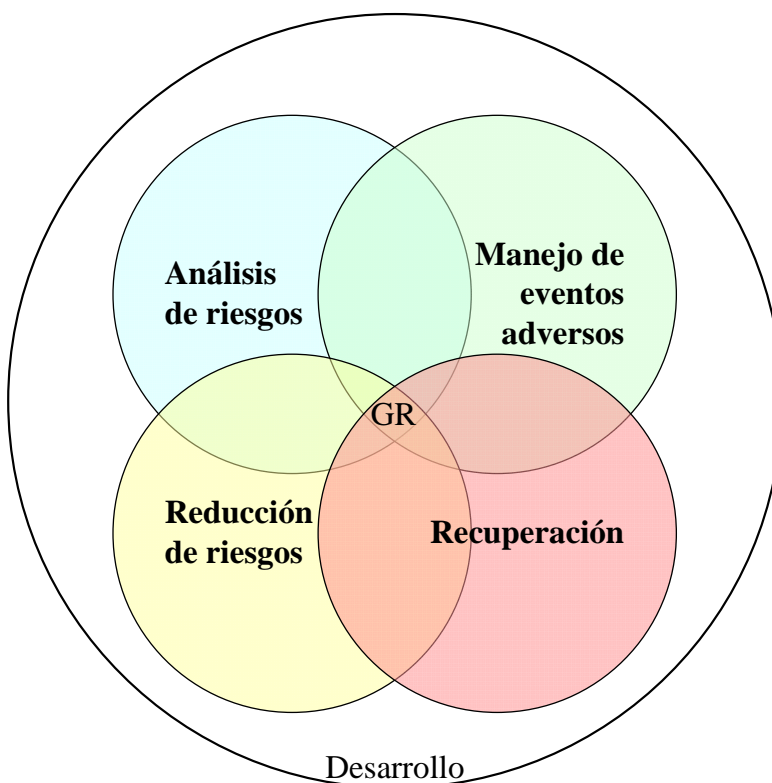 Análisis
de riesgos
Manejo de
eventos
adversos
GR
Reducción
de riesgos
Recuperación
Desarrollo